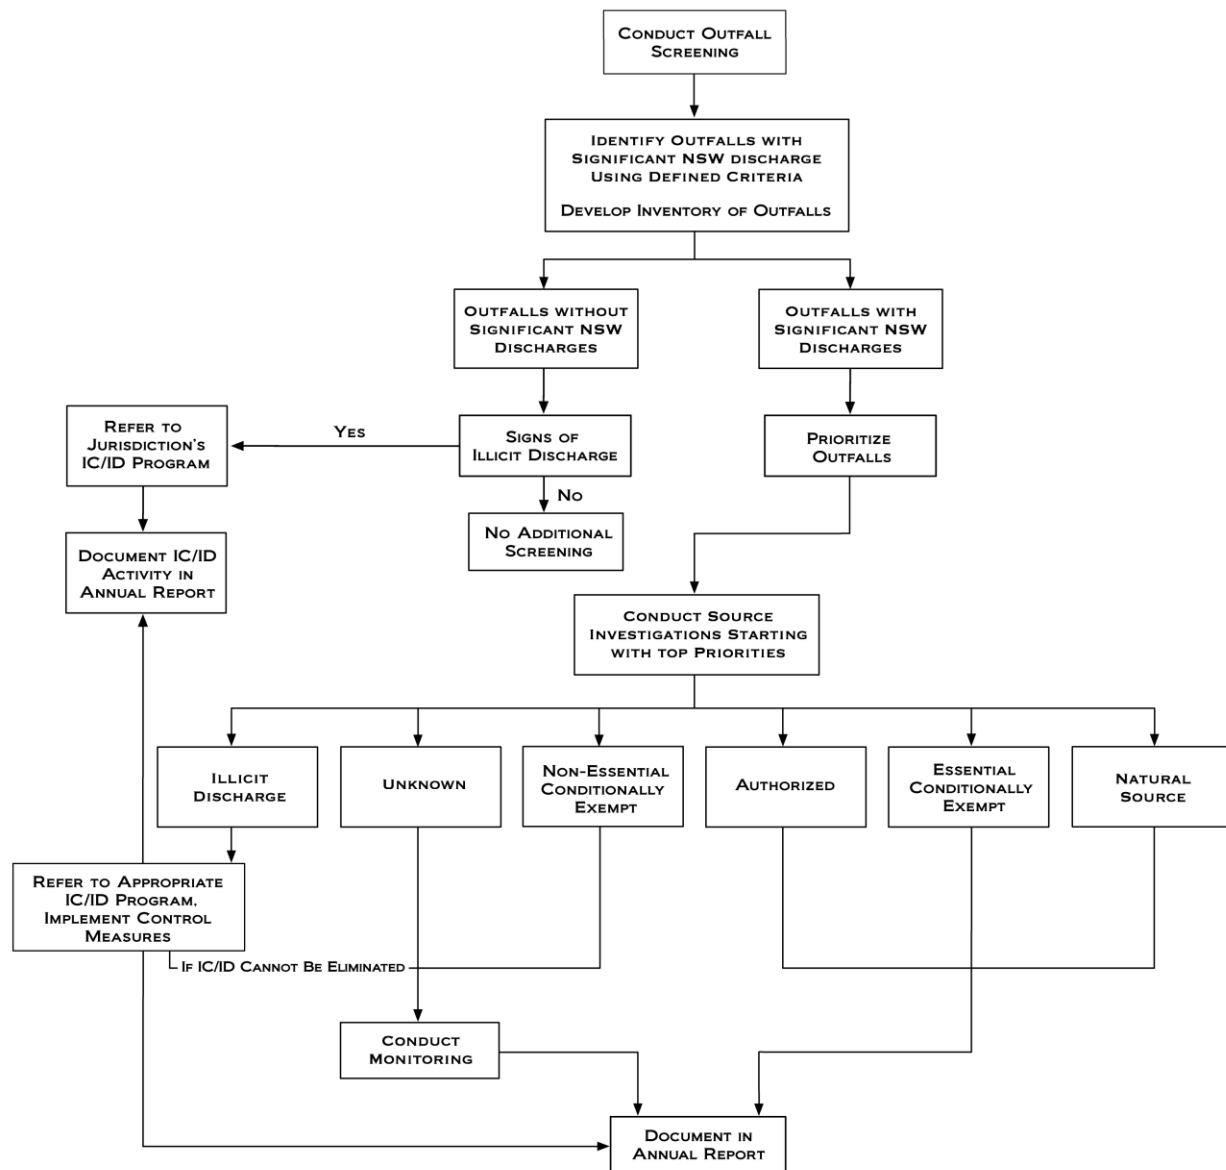 Conduct Outfall
Screening
Identify Outfalls with
Significant NSW discharge
Using Defined Criteria
Develop Inventory of Outfalls
Outfalls without
Significant NSW
Discharges
Outfalls with
Significant NSW
Discharges
Refer to
Jurisdiction's
IC/ID Program
Yes
Signs of
Illicit Discharge
Prioritize
Outfalls
No
No Additional
Screening
Document IC/ID
Activity in
Annual Report
Conduct Source
Investigations Starting
with top Priorities
Illicit
Discharge
Unknown
Non-Essential
Conditionally
Exempt
Authorized
Essential
Conditionally
Exempt
Natural
Source
Refer to Appropriate
IC/ID Program,
Implement Control
Measures
If IC/ID Cannot Be Eliminated
Conduct
Monitoring
Document in
Annual Report